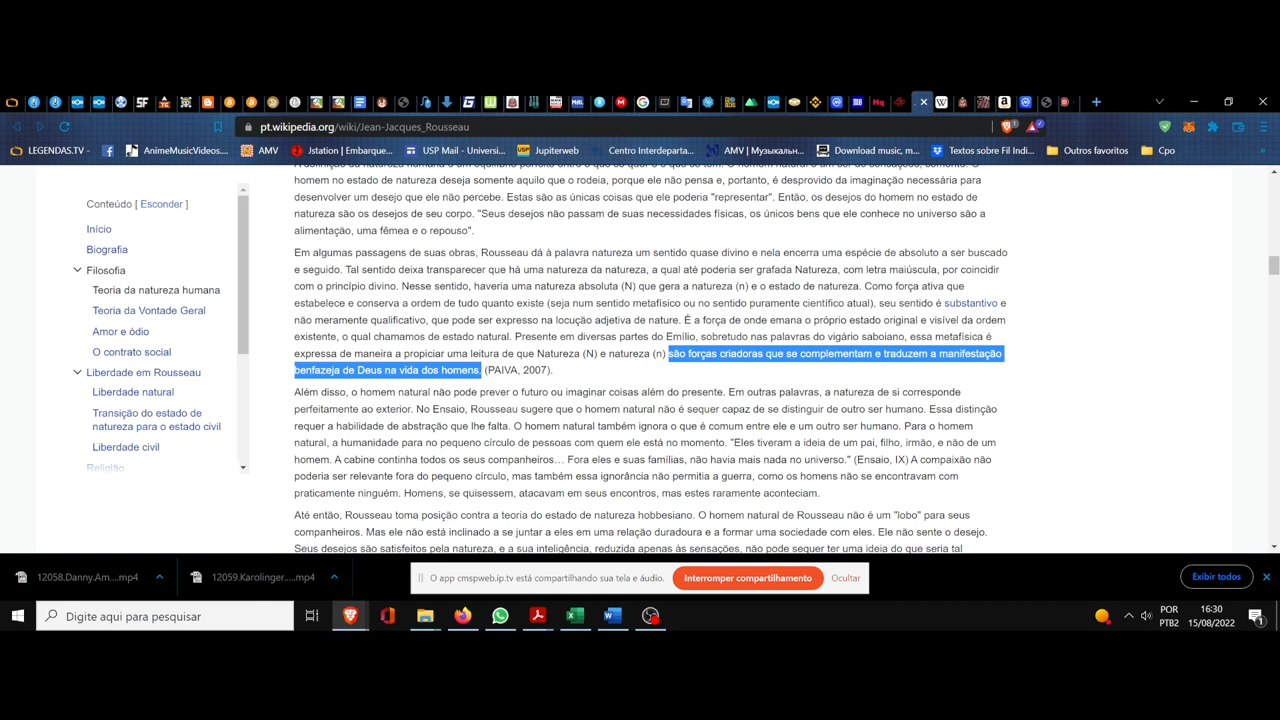 pt.wikipedia.org/wiki/Jean-Jacques_Rousseau
LEGENDAS.TV - AnimeMusicVideos... AMV Jstation | Embarque... USP Mail - Universi... Jupiterweb Centro Interdeparta... AMV | Музыкальн... Download music, m... Textos sobre Fil Indi... Outros favoritos Cpo
homem no estado de natureza deseja somente aquilo que o rodeia, porque ele não pensa e, portanto, é desprovido da imaginação necessária para
desenvolver um desejo que ele não percebe. Estas são as únicas coisas que ele poderia "representar". Então, os desejos do homem no estado de
natureza são os desejos de seu corpo. "Seus desejos não passam de suas necessidades físicas, os únicos bens que ele conhece no universo são a
alimentação, uma fêmea e o repouso".
Em algumas passagens de suas obras, Rousseau dá à palavra natureza um sentido quase divino e nela encerra uma espécie de absoluto a ser buscado
e seguido. Tal sentido deixa transparecer que há uma natureza da natureza, a qual até poderia ser grafada Natureza, com letra maiúscula, por coincidir
com o princípio divino. Nesse sentido, haveria uma natureza absoluta (N) que gera a natureza (n) e o estado de natureza. Como força ativa que
estabelece e conserva a ordem de tudo quanto existe (seja num sentido metafísico ou no sentido puramente científico atual), seu sentido é substantivo e
não meramente qualificativo, que pode ser expresso na locução adjetiva de nature. É a força de onde emana o próprio estado original e visível da ordem
existente, o qual chamamos de estado natural. Presente em diversas partes do Emílio, sobretudo nas palavras do vigário saboiano, essa metafísica é
expressa de maneira a propiciar uma leitura de que Natureza (N) e natureza (n) são forças criadoras que se complementam e traduzem a manifestação
benfazeja de Deus na vida dos homens. (PAIVA, 2007).
Além disso, o homem natural não pode prever o futuro ou imaginar coisas além do presente. Em outras palavras, a natureza de si corresponde
perfeitamente ao exterior. No Ensaio, Rousseau sugere que o homem natural não é sequer capaz de se distinguir de outro ser humano. Essa distinção
requer a habilidade de abstração que lhe falta. O homem natural também ignora o que é comum entre ele e um outro ser humano. Para o homem
natural, a humanidade para no pequeno círculo de pessoas com quem ele está no momento. "Eles tiveram a ideia de um pai, filho, irmão, e não de um
homem. A cabine continha todos os seus companheiros… Fora eles e suas famílias, não havia mais nada no universo." (Ensaio, IX) A compaixão não
poderia ser relevante fora do pequeno círculo, mas também essa ignorância não permitia a guerra, como os homens não se encontravam com
praticamente ninguém. Homens, se quisessem, atacavam em seus encontros, mas estes raramente aconteciam.
Até então, Rousseau toma posição contra a teoria do estado de natureza hobbesiano. O homem natural de Rousseau não é um "lobo" para seus
companheiros. Mas ele não está inclinado a se juntar a eles em uma relação duradoura e a formar uma sociedade com eles. Ele não sente o desejo.
Seus desejos são satisfeitos pela natureza, e a sua inteligência, reduzida apenas às sensações, não pode sequer ter uma ideia do que seria tal
Conteúdo [ Esconder ]
Início
Biografia
Filosofia
Teoria da natureza humana
Teoria da Vontade Geral
Amor e ódio
O contrato social
Liberdade em Rousseau
Liberdade natural
Transição do estado de
natureza para o estado civil
Liberdade civil
Religião
12058.Danny.Am....mp4 12059.Karolinger.....mp4
O app cmspweb.ip.tv está compartilhando sua tela e áudio. Interromper compartilhamento Ocultar
Exibir todos
Digite aqui para pesquisar
POR
PTB2
16:30
15/08/2022